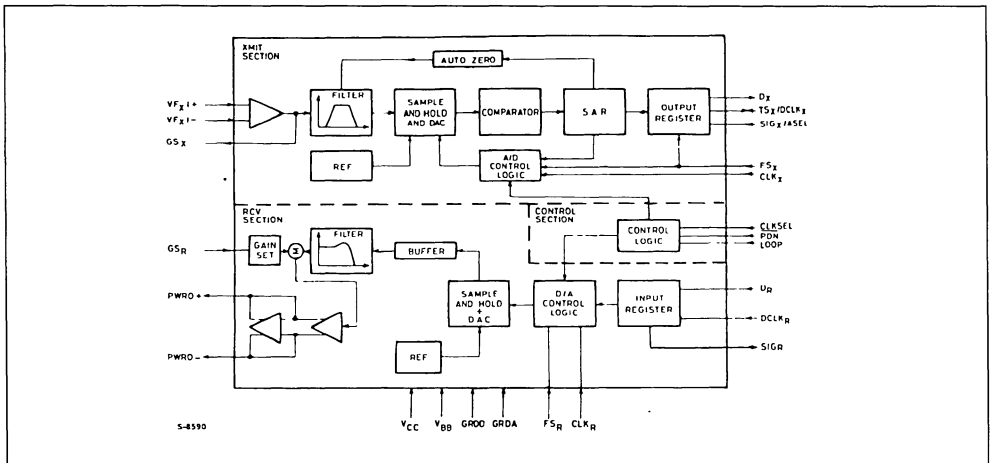 XMIT
SECTION
AUTO ZERO
VFX I+
VFX I-
GSX
FILTER
SAMPLE
AND HOLD
AND DAC
COMPARATOR
S.A.R
OUTPUT
REGISTER
DX
TSX/DCLKX
SIGX/ASEL
REF
A/D
CONTROL
LOGIC
FSX
CLKX
RCV
SECTION
CONTROL
SECTION
CONTROL
LOGIC
CLKSEL
PDN
LOOP
GSR
GAIN
SET
Σ
FILTER
BUFFER
PWRO+
PWRO-
SAMPLE
AND HOLD
+
DAC
D/A
CONTROL
LOGIC
INPUT
REGISTER
UR
DCLKR
SIGR
REF
VCC VBB GRDD GRDA FSR CLKR
S-8590